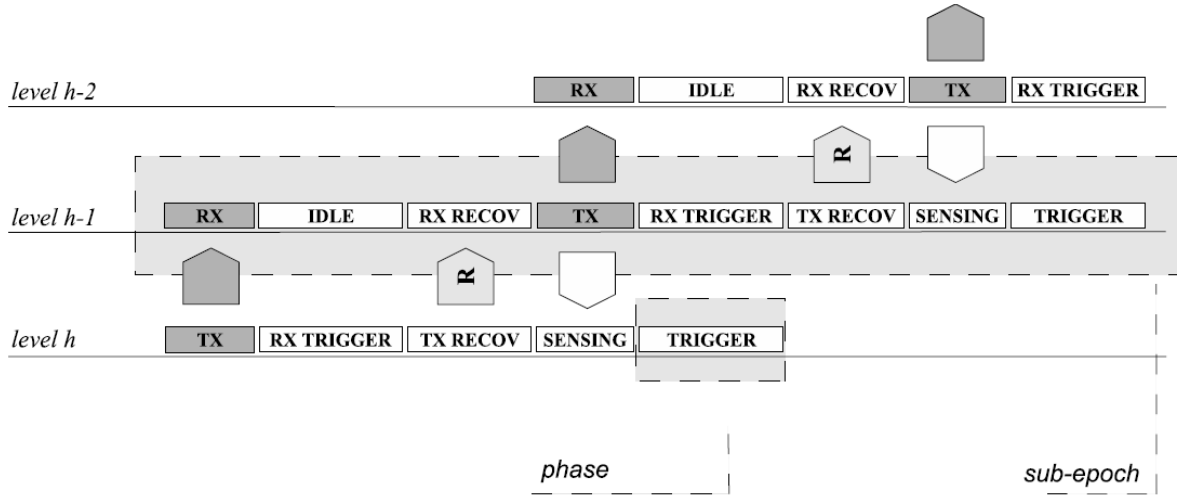 level h-2
RX IDLE RX RECOV TX RX TRIGGER
R
level h-1
RX IDLE RX RECOV TX RX TRIGGER TX RECOV SENSING TRIGGER
R
level h
TX RX TRIGGER TX RECOV SENSING TRIGGER
phase
sub-epoch